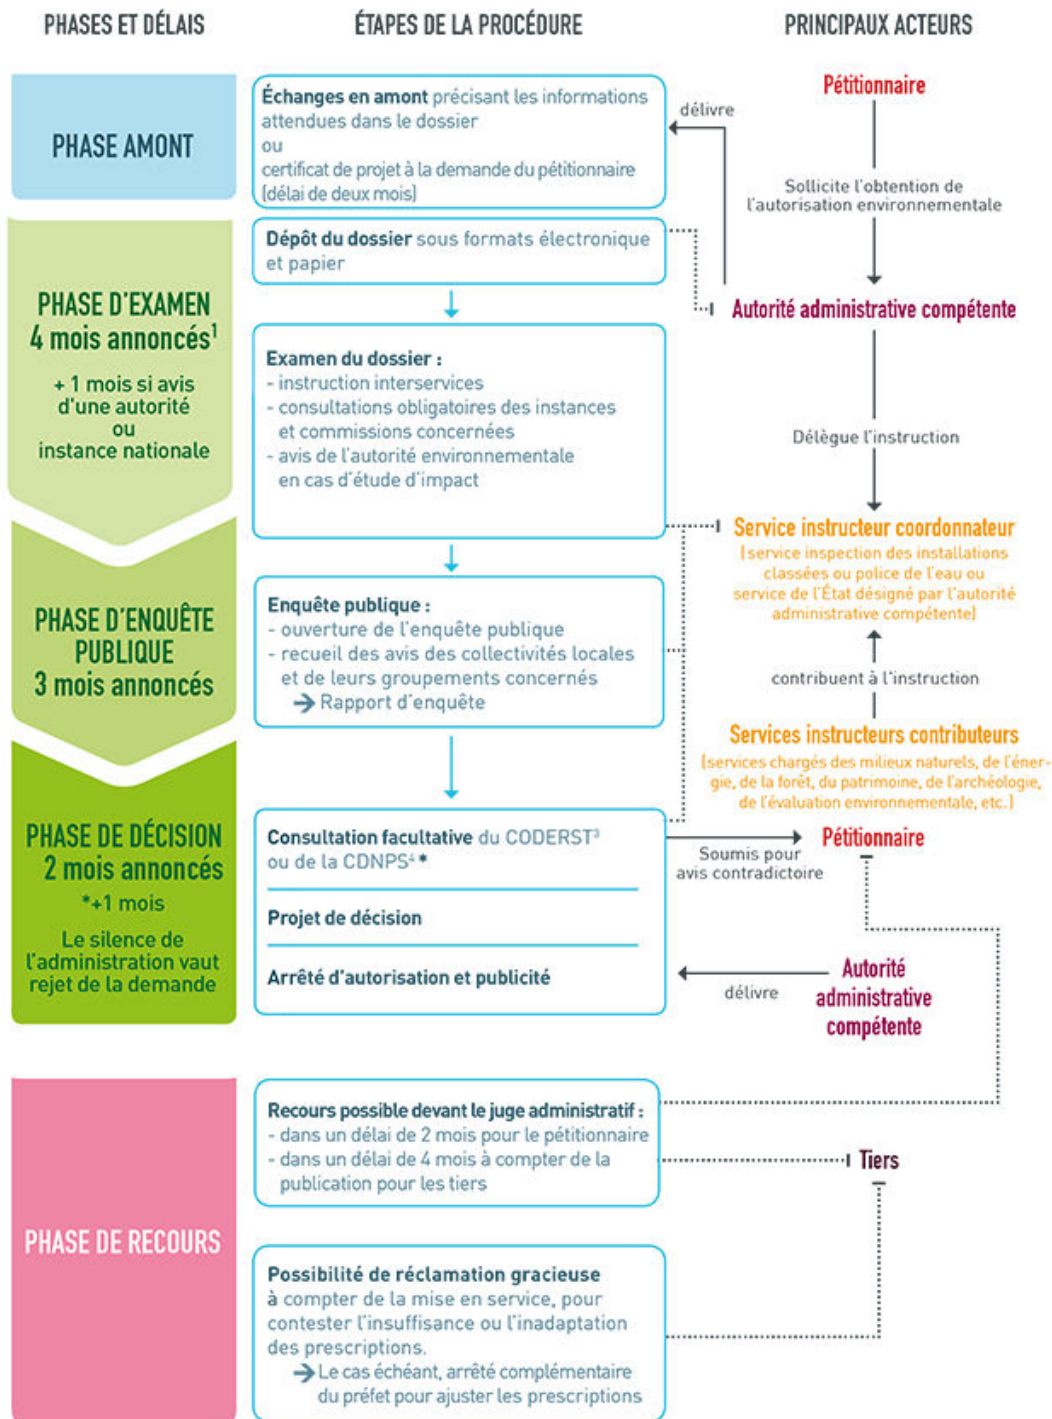 PHASES ET DÉLAIS
ÉTAPES DE LA PROCÉDURE
PRINCIPAUX ACTEURS
PHASE AMONT
Échanges en amont précisant les informations
attendues dans le dossier
ou
certificat de projet à la demande du pétitionnaire
(délai de deux mois)
délivre
Pétitionnaire
Sollicite l'obtention de
l'autorisation environnementale
PHASE D'EXAMEN
4 mois annoncés¹
+ 1 mois si avis
d'une autorité
ou
instance nationale
Dépôt du dossier sous formats électronique
et papier
Autorité administrative compétente
Examen du dossier :
- instruction interservices
- consultations obligatoires des instances
et commissions concernées
- avis de l'autorité environnementale
en cas d'étude d'impact
Délègue l'instruction
Service instructeur coordonnateur
(service inspection des installations
classées ou police de l'eau ou
service de l'État désigné par l'autorité
administrative compétente)
PHASE D'ENQUÊTE
PUBLIQUE
3 mois annoncés
Enquête publique :
- ouverture de l'enquête publique
- recueil des avis des collectivités locales
et de leurs groupements concernés
→ Rapport d'enquête
contribuent à l'instruction
Services instructeurs contributeurs
(services chargés des milieux naturels, de l'éner-
gie, de la forêt, du patrimoine, de l'archéologie,
de l'évaluation environnementale, etc.)
PHASE DE DÉCISION
2 mois annoncés
*+1 mois
Le silence de
l'administration vaut
rejet de la demande
Consultation facultative du CODERST³
ou de la CDNPS⁴ *
Projet de décision
Arrêté d'autorisation et publicité
Pétitionnaire
Soumis pour
avis contradictoire
délivre
Autorité
administrative
compétente
PHASE DE RECOURS
Recours possible devant le juge administratif :
- dans un délai de 2 mois pour le pétitionnaire
- dans un délai de 4 mois à compter de la
publication pour les tiers
Tiers
Possibilité de réclamation gracieuse
à compter de la mise en service, pour
contester l'insuffisance ou l'inadaptation
des prescriptions.
→ Le cas échéant, arrêté complémentaire
du préfet pour ajuster les prescriptions